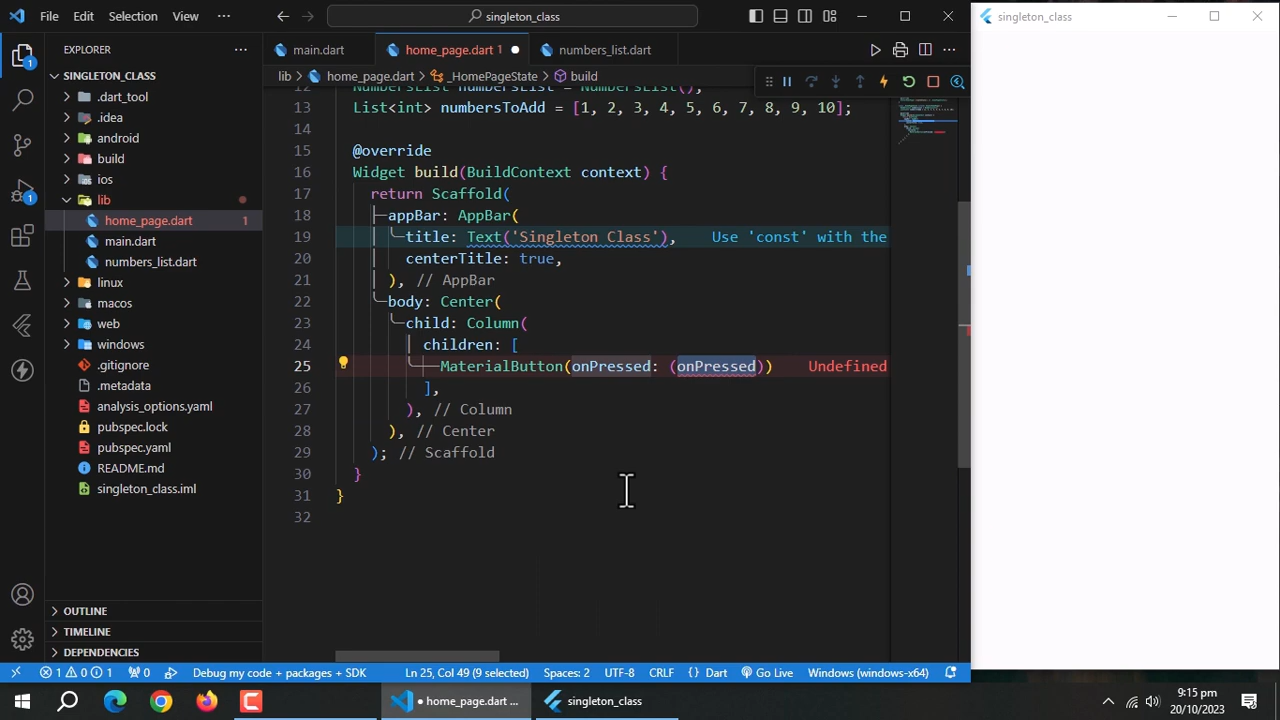 File Edit Selection View ··· singleton_class
singleton_class
EXPLORER ···
main.dart home_page.dart 1 numbers_list.dart ···
SINGLETON_CLASS
lib > home_page.dart > _HomePageState > build
.dart_tool
.idea
android
build
ios
lib
home_page.dart 1
main.dart
numbers_list.dart
linux
macos
web
windows
.gitignore
.metadata
analysis_options.yaml
pubspec.lock
pubspec.yaml
README.md
singleton_class.iml
OUTLINE
TIMELINE
DEPENDENCIES
1
1
12 NumbersList numbersList = NumbersList();
13 List<int> numbersToAdd = [1, 2, 3, 4, 5, 6, 7, 8, 9, 10];
14
15 @override
16 Widget build(BuildContext context) {
17 return Scaffold(
18 appBar: AppBar(
19 title: Text('Singleton Class'), Use 'const' with the
20 centerTitle: true,
21 ), // AppBar
22 body: Center(
23 child: Column(
24 children: [
25 MaterialButton(onPressed: (onPressed)) Undefined
26 ],
27 ), // Column
28 ), // Center
29 ); // Scaffold
30 }
31 }
32
1 0 1 0 Debug my code + packages + SDK Ln 25, Col 49 (9 selected) Spaces: 2 UTF-8 CRLF {} Dart Go Live Windows (windows-x64)
home_page.dart ... singleton_class
9:15 pm
20/10/2023